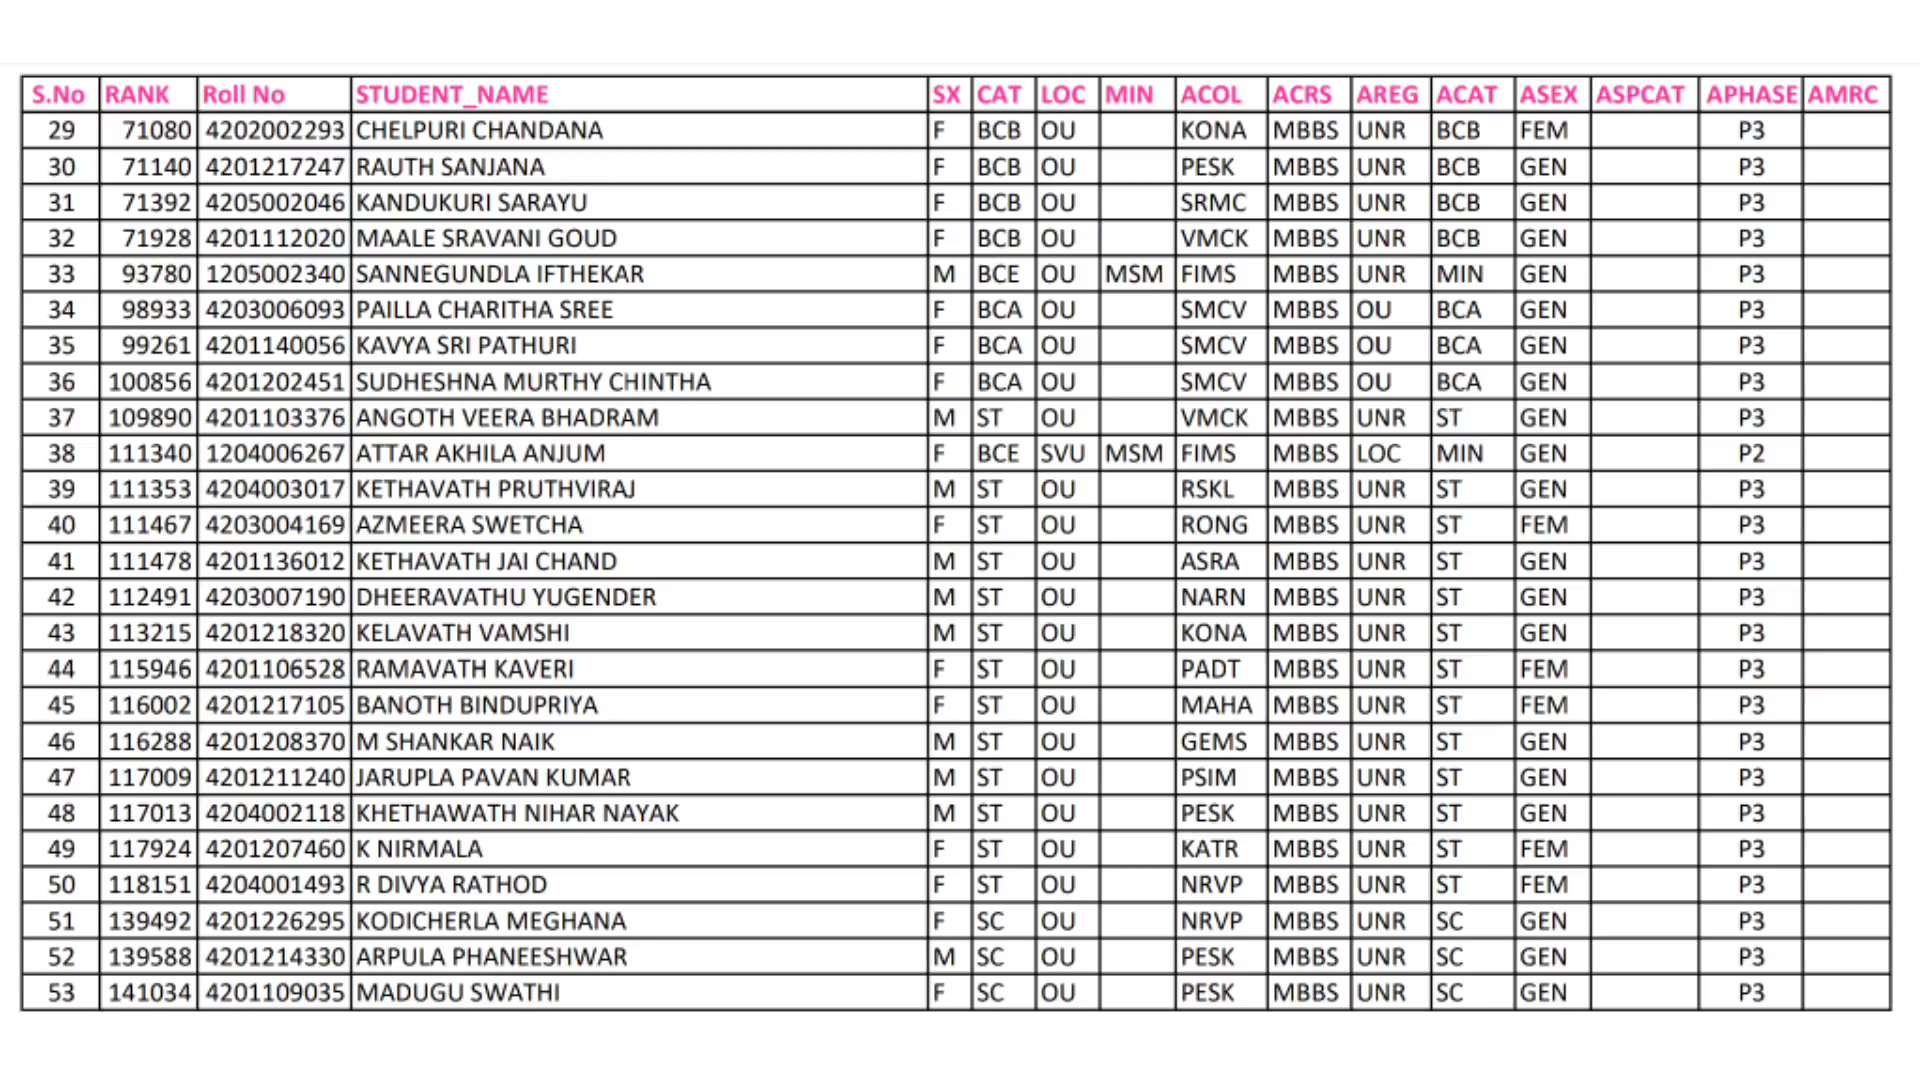 S.No RANK Roll No STUDENT_NAME SX CAT LOC MIN ACOL ACRS AREG ACAT ASEX ASPCAT APHASE AMRC
29 71080 4202002293 CHELPURI CHANDANA F BCB OU KONA MBBS UNR BCB FEM P3
30 71140 4201217247 RAUTH SANJANA F BCB OU PESK MBBS UNR BCB GEN P3
31 71392 4205002046 KANDUKURI SARAYU F BCB OU SRMC MBBS UNR BCB GEN P3
32 71928 4201112020 MAALE SRAVANI GOUD F BCB OU VMCK MBBS UNR BCB GEN P3
33 93780 1205002340 SANNEGUNDLA IFTHEKAR M BCE OU MSM FIMS MBBS UNR MIN GEN P3
34 98933 4203006093 PAILLA CHARITHA SREE F BCA OU SMCV MBBS OU BCA GEN P3
35 99261 4201140056 KAVYA SRI PATHURI F BCA OU SMCV MBBS OU BCA GEN P3
36 100856 4201202451 SUDHESHNA MURTHY CHINTHA F BCA OU SMCV MBBS OU BCA GEN P3
37 109890 4201103376 ANGOTH VEERA BHADRAM M ST OU VMCK MBBS UNR ST GEN P3
38 111340 1204006267 ATTAR AKHILA ANJUM F BCE SVU MSM FIMS MBBS LOC MIN GEN P2
39 111353 4204003017 KETHAVATH PRUTHVIRAJ M ST OU RSKL MBBS UNR ST GEN P3
40 111467 4203004169 AZMEERA SWETCHA F ST OU RONG MBBS UNR ST FEM P3
41 111478 4201136012 KETHAVATH JAI CHAND M ST OU ASRA MBBS UNR ST GEN P3
42 112491 4203007190 DHEERAVATHU YUGENDER M ST OU NARN MBBS UNR ST GEN P3
43 113215 4201218320 KELAVATH VAMSHI M ST OU KONA MBBS UNR ST GEN P3
44 115946 4201106528 RAMAVATH KAVERI F ST OU PADT MBBS UNR ST FEM P3
45 116002 4201217105 BANOTH BINDUPRIYA F ST OU MAHA MBBS UNR ST FEM P3
46 116288 4201208370 M SHANKAR NAIK M ST OU GEMS MBBS UNR ST GEN P3
47 117009 4201211240 JARUPLA PAVAN KUMAR M ST OU PSIM MBBS UNR ST GEN P3
48 117013 4204002118 KHETHAWATH NIHAR NAYAK M ST OU PESK MBBS UNR ST GEN P3
49 117924 4201207460 K NIRMALA F ST OU KATR MBBS UNR ST FEM P3
50 118151 4204001493 R DIVYA RATHOD F ST OU NRVP MBBS UNR ST FEM P3
51 139492 4201226295 KODICHERLA MEGHANA F SC OU NRVP MBBS UNR SC GEN P3
52 139588 4201214330 ARPULA PHANEESHWAR M SC OU PESK MBBS UNR SC GEN P3
53 141034 4201109035 MADUGU SWATHI F SC OU PESK MBBS UNR SC GEN P3